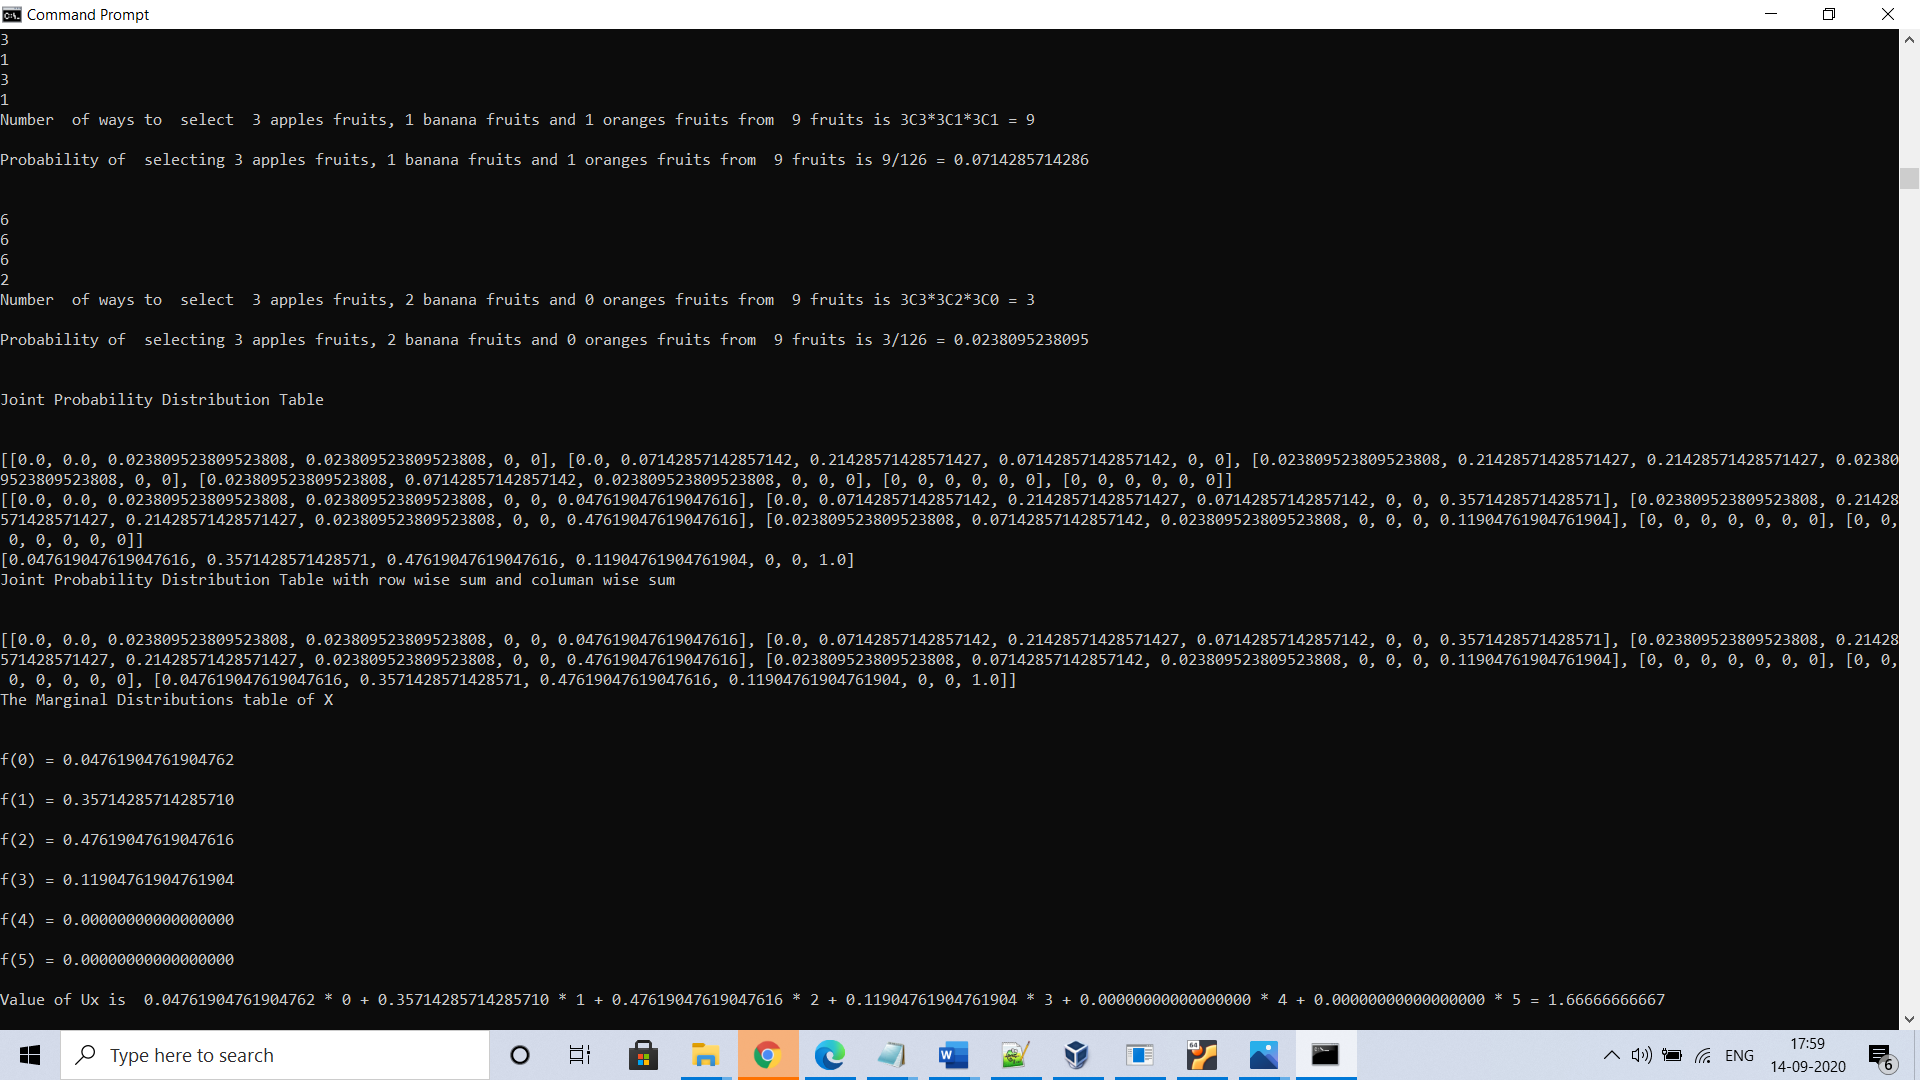 Command Prompt
3
1
3
1
Number  of ways to  select  3 apples fruits, 1 banana fruits and 1 oranges fruits from  9 fruits is 3C3*3C1*3C1 = 9
Probability of  selecting 3 apples fruits, 1 banana fruits and 1 oranges fruits from  9 fruits is 9/126 = 0.0714285714286
6
6
6
2
Number  of ways to  select  3 apples fruits, 2 banana fruits and 0 oranges fruits from  9 fruits is 3C3*3C2*3C0 = 3
Probability of  selecting 3 apples fruits, 2 banana fruits and 0 oranges fruits from  9 fruits is 3/126 = 0.0238095238095
Joint Probability Distribution Table
[[0.0, 0.0, 0.023809523809523808, 0.023809523809523808, 0, 0], [0.0, 0.07142857142857142, 0.21428571428571427, 0.07142857142857142, 0, 0], [0.023809523809523808, 0.21428571428571427, 0.21428571428571427, 0.02380
9523809523808, 0, 0], [0.023809523809523808, 0.07142857142857142, 0.023809523809523808, 0, 0, 0], [0, 0, 0, 0, 0, 0], [0, 0, 0, 0, 0, 0]]
[[0.0, 0.0, 0.023809523809523808, 0.023809523809523808, 0, 0, 0.047619047619047616], [0.0, 0.07142857142857142, 0.21428571428571427, 0.07142857142857142, 0, 0, 0.3571428571428571], [0.023809523809523808, 0.21428
571428571427, 0.21428571428571427, 0.023809523809523808, 0, 0, 0.47619047619047616], [0.023809523809523808, 0.07142857142857142, 0.023809523809523808, 0, 0, 0, 0.11904761904761904], [0, 0, 0, 0, 0, 0, 0], [0, 0,
 0, 0, 0, 0, 0]]
[0.047619047619047616, 0.3571428571428571, 0.47619047619047616, 0.11904761904761904, 0, 0, 1.0]
Joint Probability Distribution Table with row wise sum and columan wise sum
[[0.0, 0.0, 0.023809523809523808, 0.023809523809523808, 0, 0, 0.047619047619047616], [0.0, 0.07142857142857142, 0.21428571428571427, 0.07142857142857142, 0, 0, 0.3571428571428571], [0.023809523809523808, 0.21428
571428571427, 0.21428571428571427, 0.023809523809523808, 0, 0, 0.47619047619047616], [0.023809523809523808, 0.07142857142857142, 0.023809523809523808, 0, 0, 0, 0.11904761904761904], [0, 0, 0, 0, 0, 0, 0], [0, 0,
 0, 0, 0, 0, 0], [0.047619047619047616, 0.3571428571428571, 0.47619047619047616, 0.11904761904761904, 0, 0, 1.0]]
The Marginal Distributions table of X
f(0) = 0.04761904761904762
f(1) = 0.35714285714285710
f(2) = 0.47619047619047616
f(3) = 0.11904761904761904
f(4) = 0.00000000000000000
f(5) = 0.00000000000000000
Value of Ux is  0.04761904761904762 * 0 + 0.35714285714285710 * 1 + 0.47619047619047616 * 2 + 0.11904761904761904 * 3 + 0.00000000000000000 * 4 + 0.00000000000000000 * 5 = 1.66666666667
Type here to search
ENG
17:59
14-09-2020
6